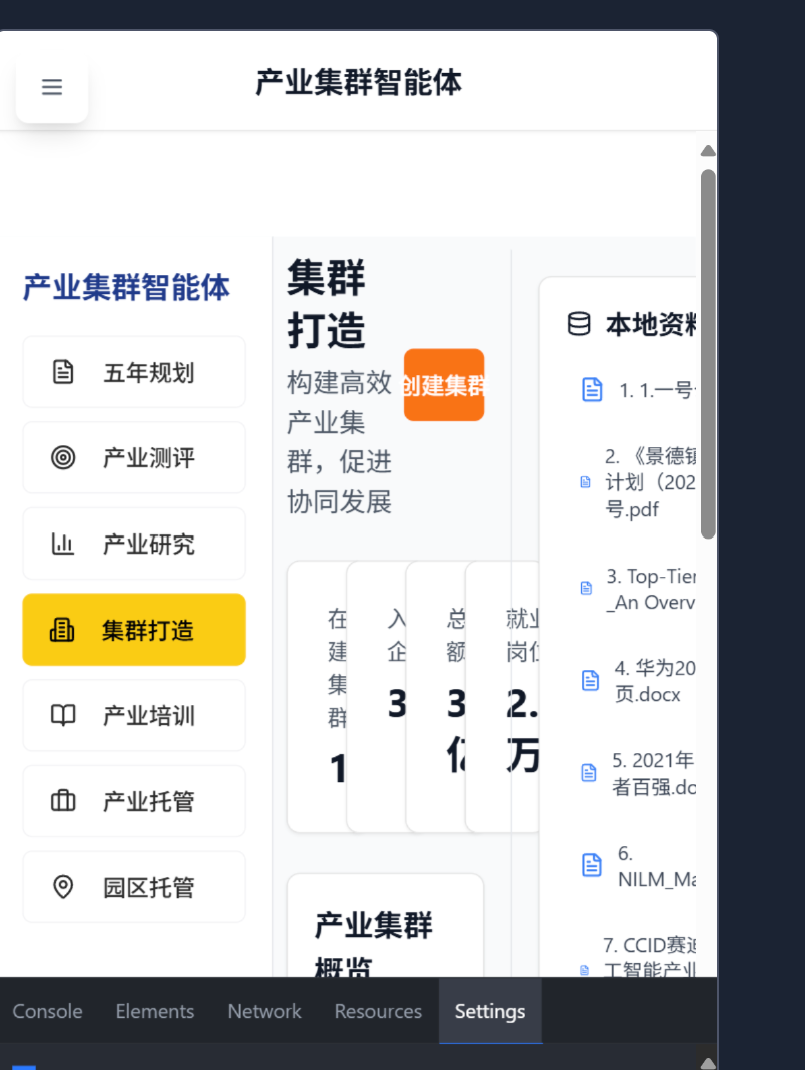 产业集群智能体
产业集群智能体
五年规划
产业测评
产业研究
集群打造
产业培训
产业托管
园区托管
集群
打造
构建高效
产业集
群，促进
协同发展
创建集群
在
建
集
群
1
入
企
3
总
额
3
亿
就业
岗位
2.
万
产业集群
概览
本地资料
1. 1.一号
2. 《景德镇
计划（202
号.pdf
3. Top-Tier
_An Overv
4. 华为20
页.docx
5. 2021年
者百强.do
6.
NILM_Ma
7. CCID赛迪
工智能产业
Console
Elements
Network
Resources
Settings